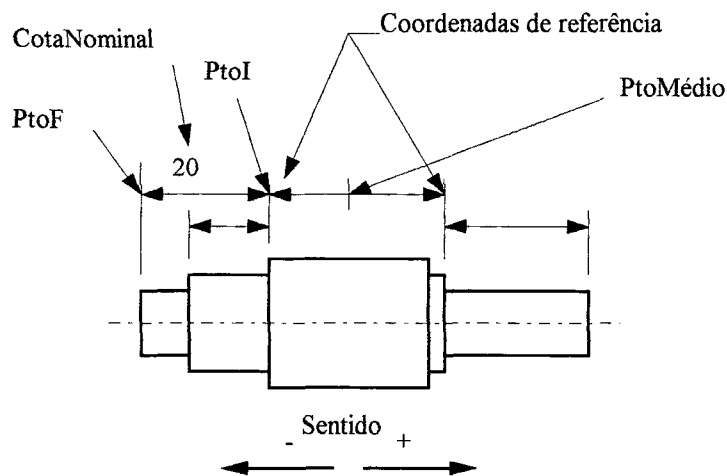 CotaNominal
Coordenadas de referência
PtoI
PtoMédio
PtoF
20
Sentido
- +